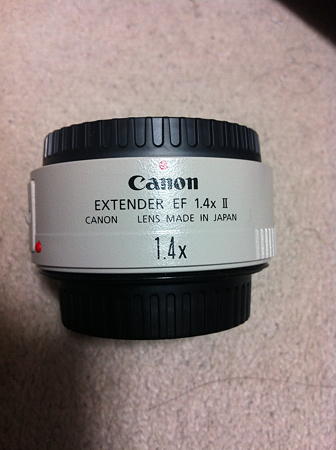 Canon
EXTENDER EF 1.4x II
CANON LENS MADE IN JAPAN
1.4x